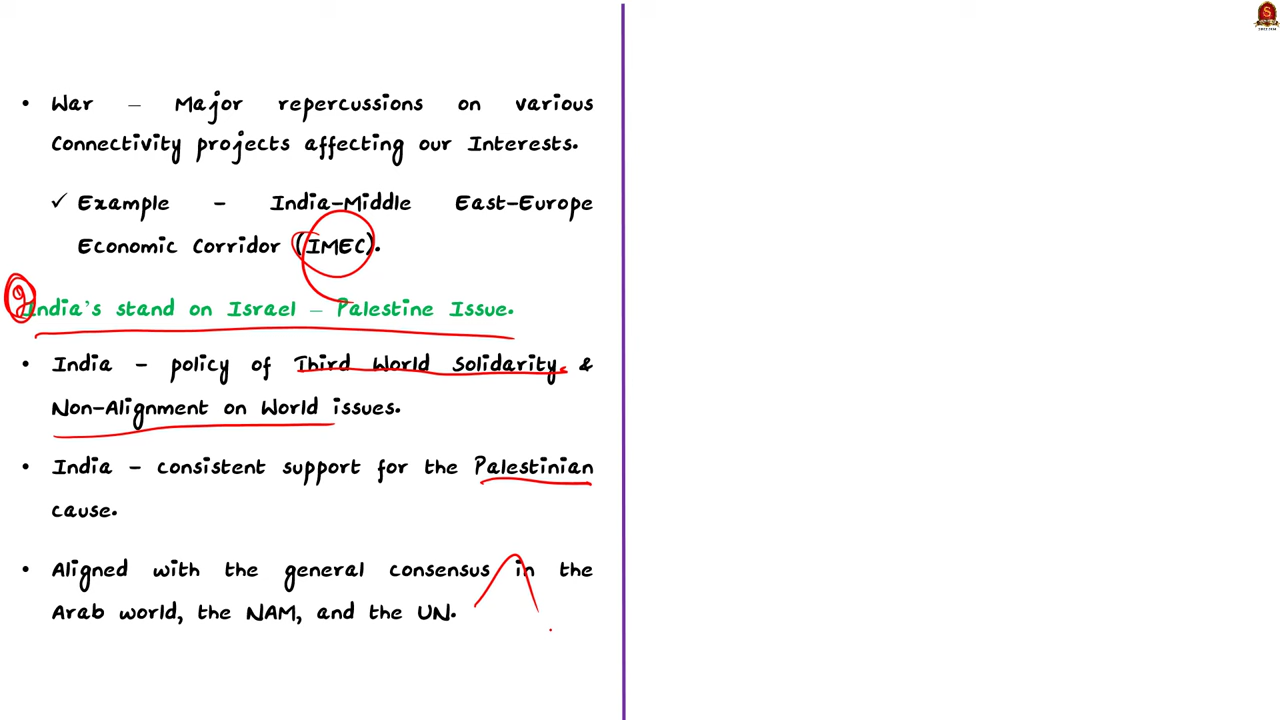 • War – Major repercussions on various
Connectivity projects affecting our Interests.
✓ Example - India-Middle East-Europe
Economic Corridor (IMEC).
India's stand on Israel – Palestine Issue.
• India - policy of Third World Solidarity &
Non-Alignment on World issues.
• India - consistent support for the Palestinian
cause.
• Aligned with the general consensus in the
Arab world, the NAM, and the UN.